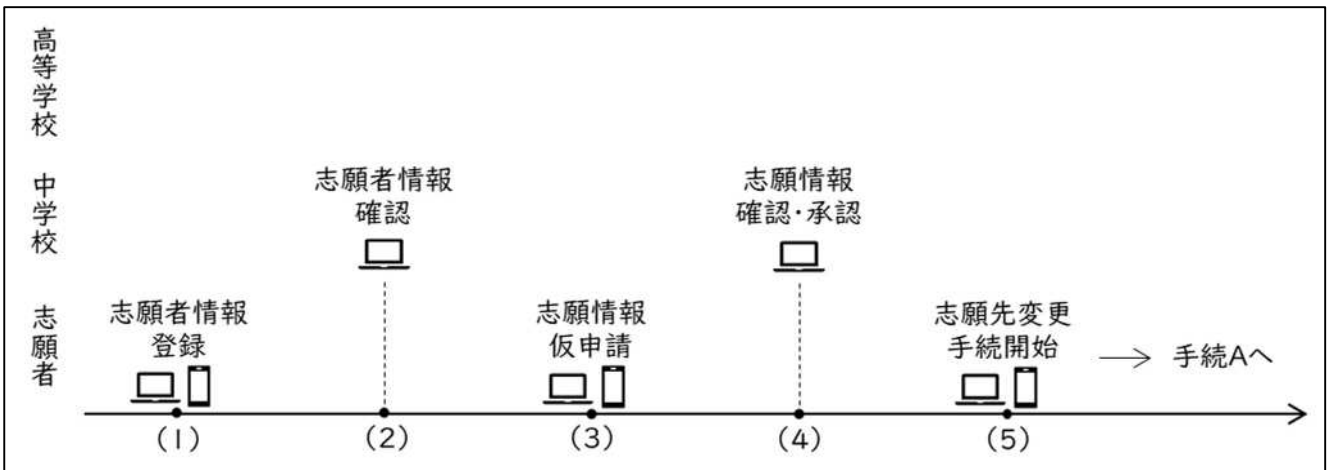 高等学校
中学校
志願者
志願者情報
確認
志願情報
確認・承認
志願者情報
登録
志願情報
仮申請
志願先変更
手続開始
→ 手続Aへ
(1)
(2)
(3)
(4)
(5)